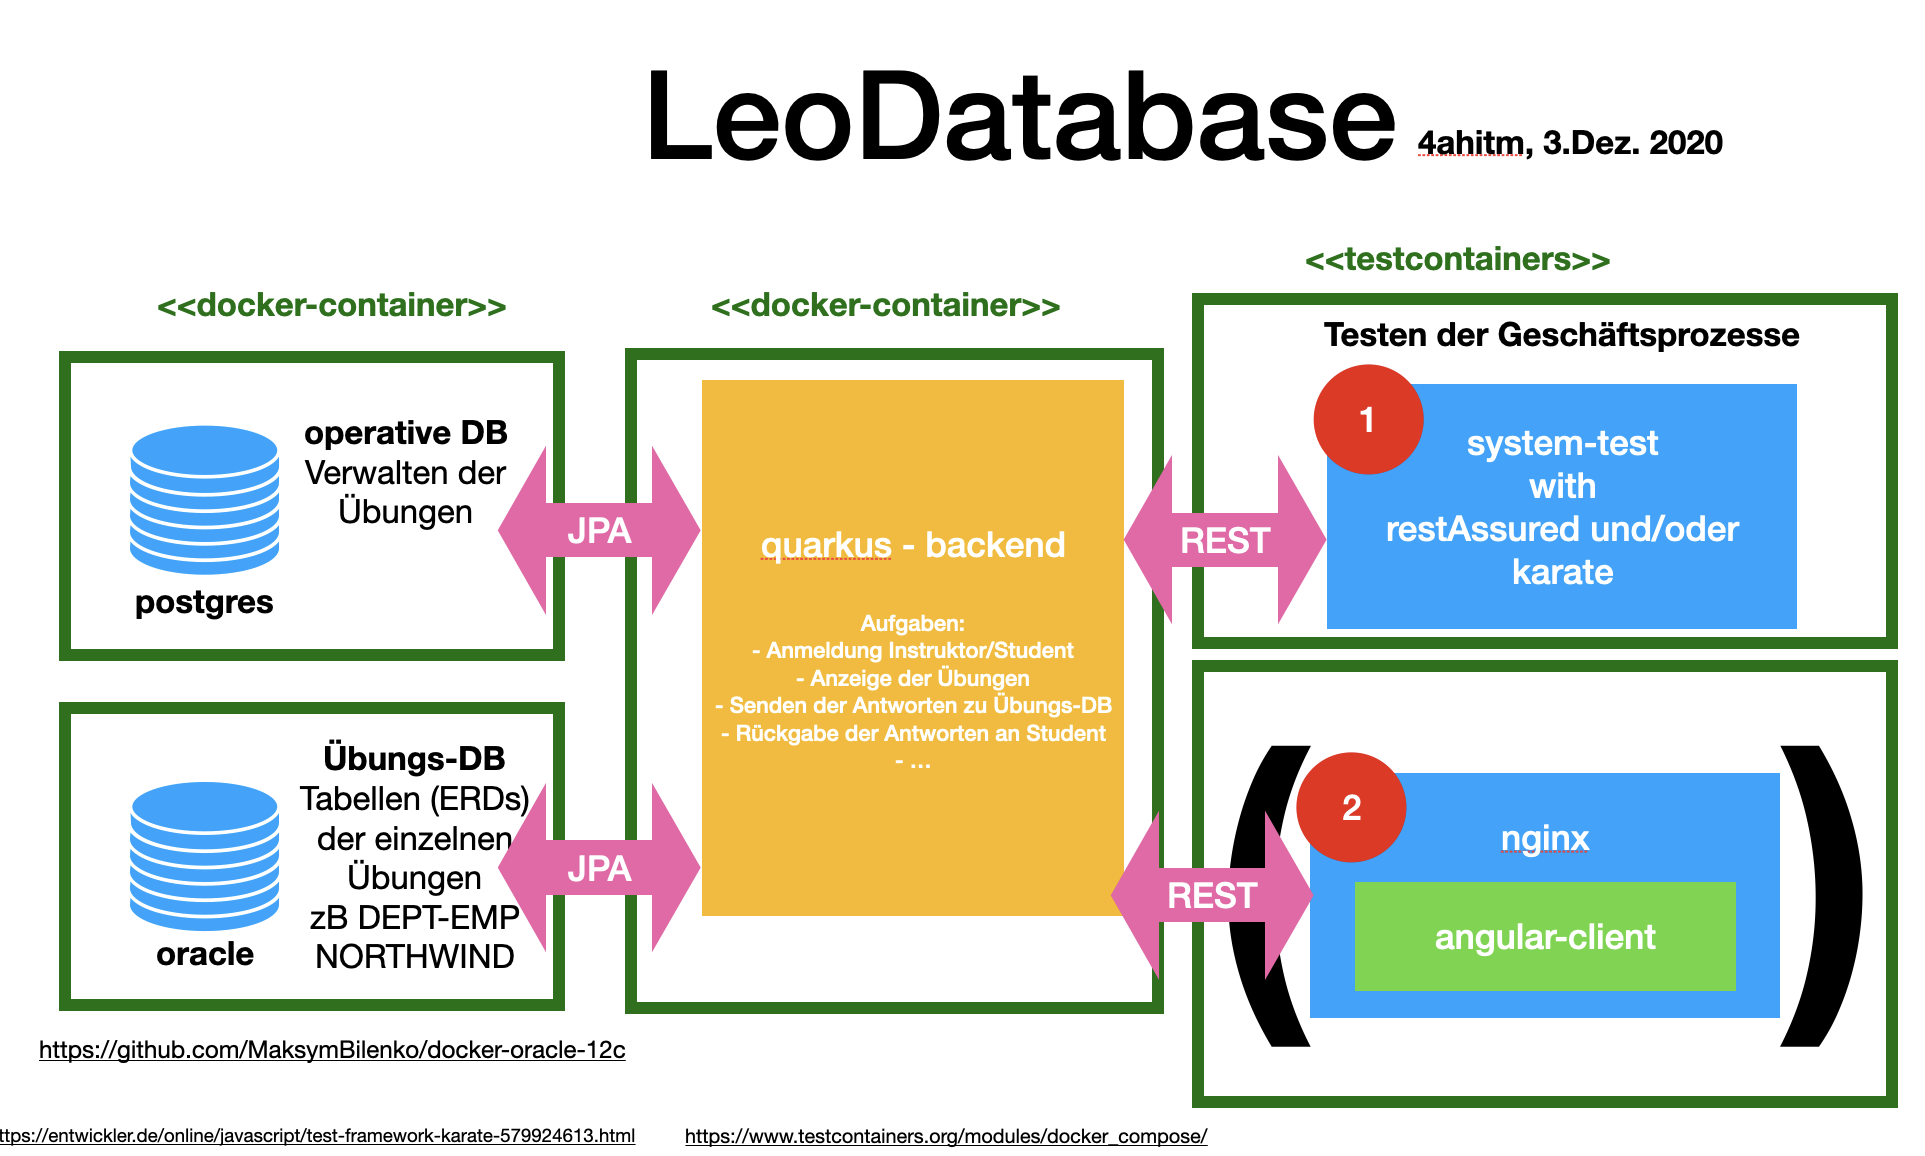 LeoDatabase
4ahitm, 3.Dez. 2020
<<docker-container>>
operative DB
Verwalten der
Übungen
postgres
JPA
Übungs-DB
Tabellen (ERDs)
der einzelnen
Übungen
zB DEPT-EMP
NORTHWIND
oracle
JPA
https://github.com/MaksymBilenko/docker-oracle-12c
<<docker-container>>
quarkus - backend
Aufgaben:
- Anmeldung Instruktor/Student
- Anzeige der Übungen
- Senden der Antworten zu Übungs-DB
- Rückgabe der Antworten an Student
- ...
<<testcontainers>>
Testen der Geschäftsprozesse
REST
1
system-test
with
restAssured und/oder
karate
REST
(
2
nginx
angular-client
)
ttps://entwickler.de/online/javascript/test-framework-karate-579924613.html
https://www.testcontainers.org/modules/docker_compose/